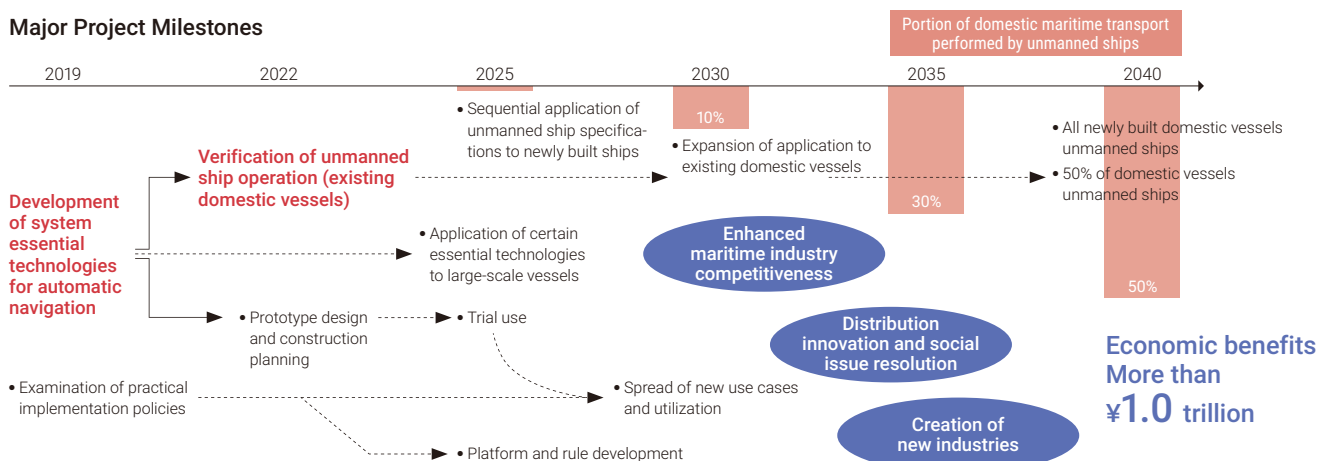 Major Project Milestones
Portion of domestic maritime transport
performed by unmanned ships
2019
2022
2025
2030
2035
2040
• Sequential application of
unmanned ship specifica-
tions to newly built ships
10%
• Expansion of application to
existing domestic vessels
30%
• All newly built domestic vessels
unmanned ships
• 50% of domestic vessels
unmanned ships
50%
Verification of unmanned
ship operation (existing
domestic vessels)
Development
of system
essential
technologies
for automatic
navigation
• Application of certain
essential technologies
to large-scale vessels
Enhanced
maritime industry
competitiveness
• Prototype design
and construction
planning
• Trial use
Distribution
innovation and social
issue resolution
Economic benefits
More than
¥1.0 trillion
• Examination of practical
implementation policies
• Spread of new use cases
and utilization
Creation of
new industries
• Platform and rule development